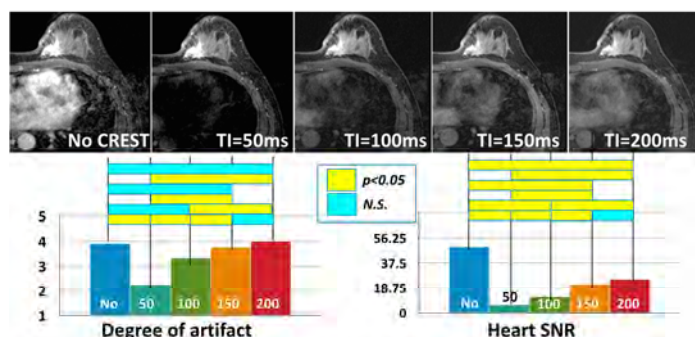 No CREST TI=50ms TI=100ms TI=150ms TI=200ms
p<0.05
N.S.
5
4
3
2
1
No 50 100 150 200
Degree of artifact
56.25
37.5
18.75
0
No 50 100 150 200
Heart SNR